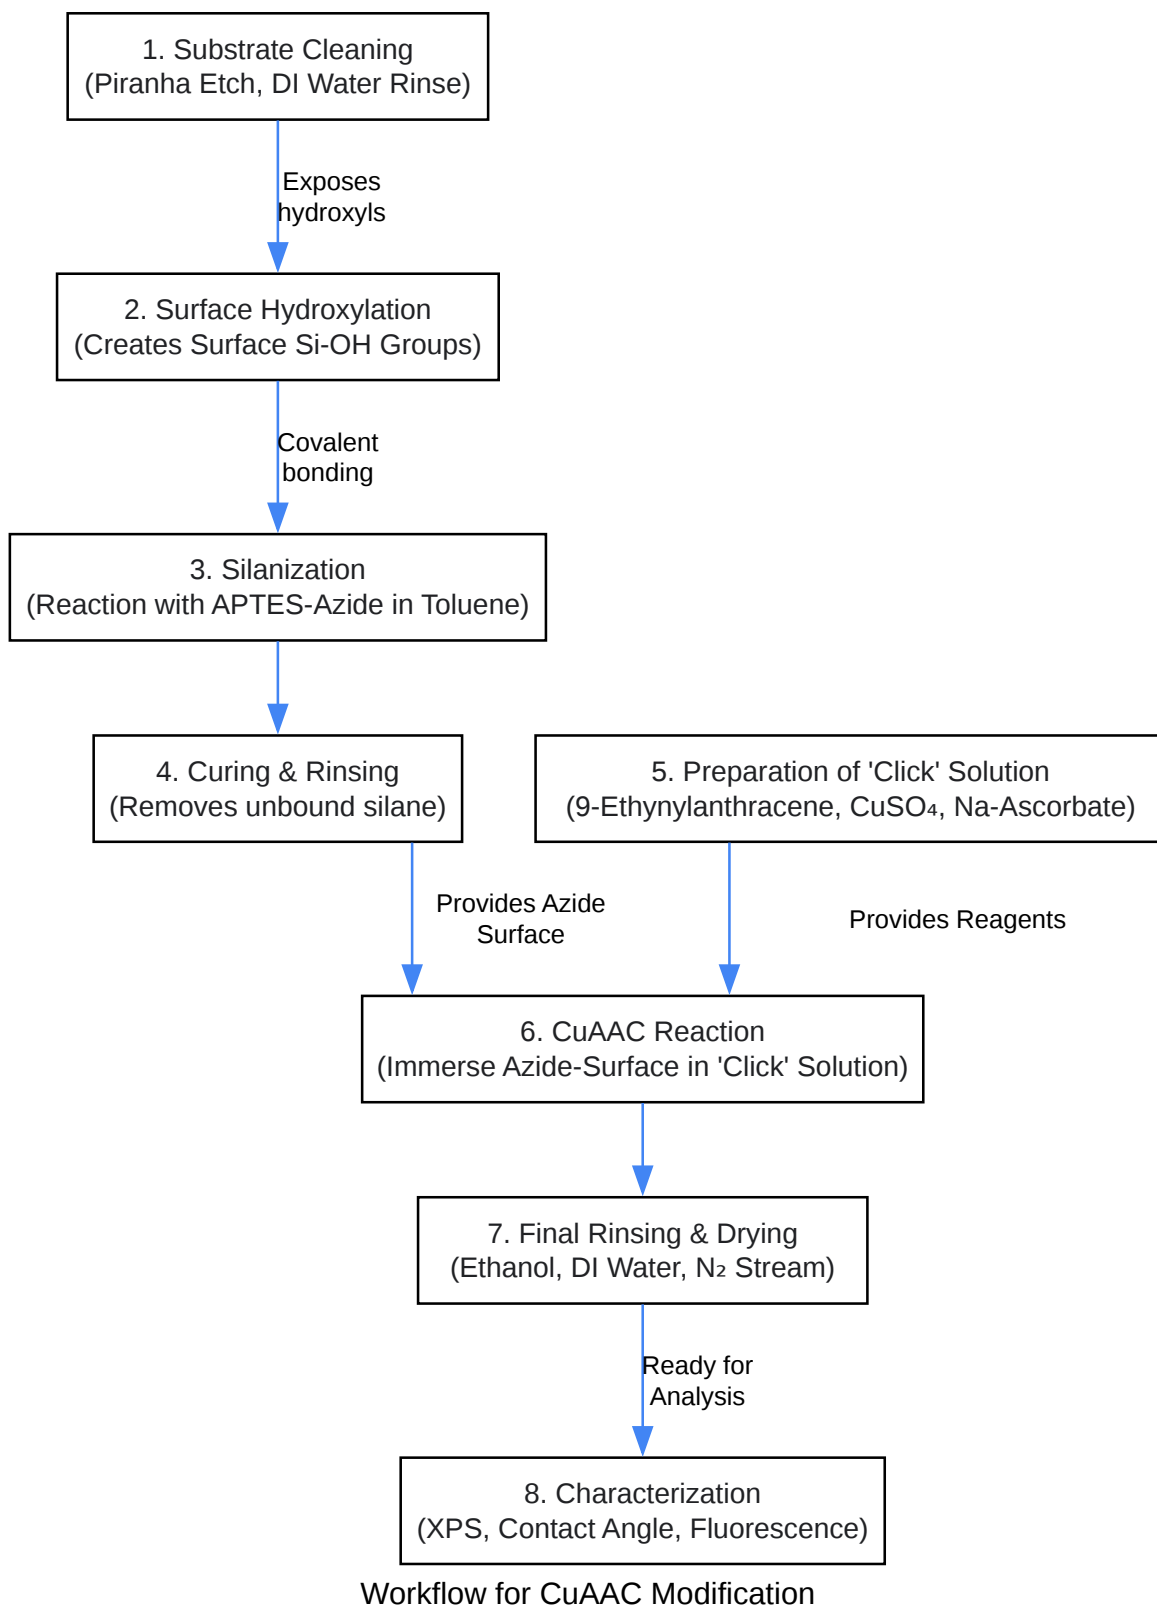 1. Substrate Cleaning
(Piranha Etch, DI Water Rinse)
Exposes
hydroxyls
2. Surface Hydroxylation
(Creates Surface Si-OH Groups)
Covalent
bonding
3. Silanization
(Reaction with APTES-Azide in Toluene)
4. Curing & Rinsing
(Removes unbound silane)
5. Preparation of 'Click' Solution
(9-Ethynylanthracene, CuSO₄, Na-Ascorbate)
Provides Azide
Surface
Provides Reagents
6. CuAAC Reaction
(Immerse Azide-Surface in 'Click' Solution)
7. Final Rinsing & Drying
(Ethanol, DI Water, N₂ Stream)
Ready for
Analysis
8. Characterization
(XPS, Contact Angle, Fluorescence)
Workflow for CuAAC Modification